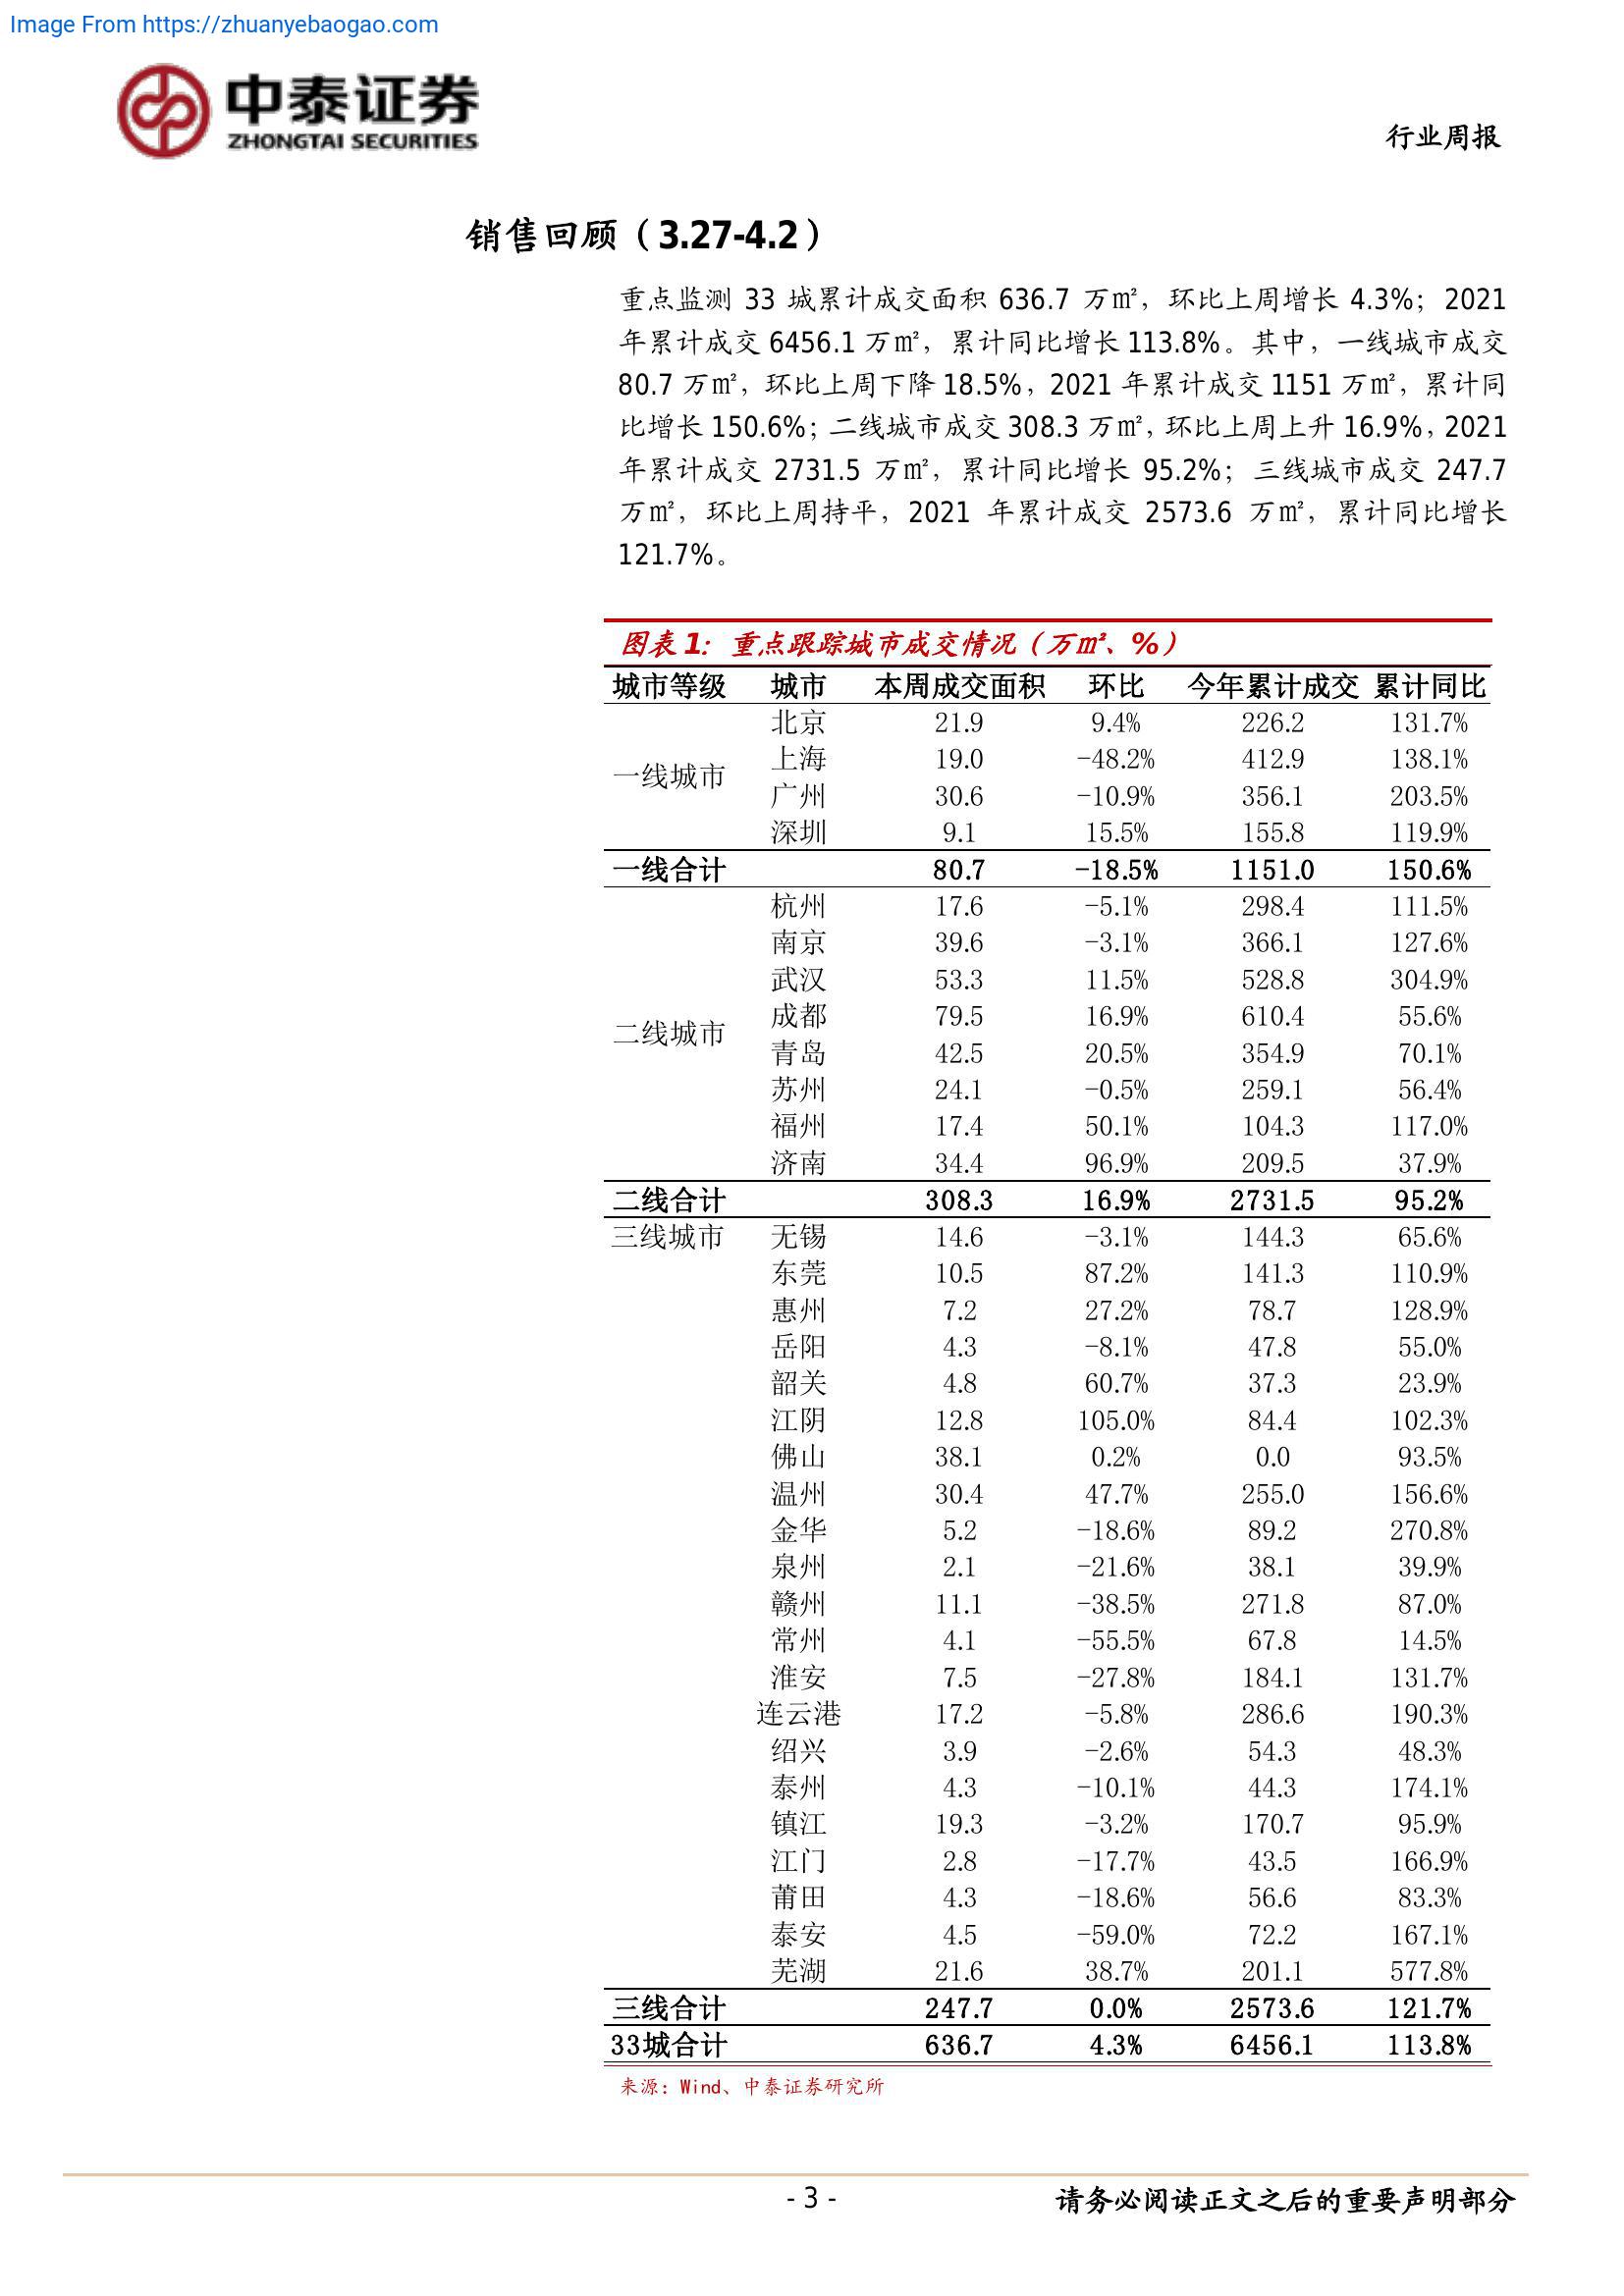 Image From https://zhuanyebaogao.com
中泰证券
ZHONGTAI SECURITIES
行业周报
销售回顾（3.27-4.2）
重点监测 33 城累计成交面积 636.7 万㎡，环比上周增长 4.3%；2021
年累计成交 6456.1 万㎡，累计同比增长 113.8%。其中，一线城市成交
80.7 万㎡，环比上周下降 18.5%，2021 年累计成交 1151 万㎡，累计同
比增长 150.6%；二线城市成交 308.3 万㎡，环比上周上升 16.9%，2021
年累计成交 2731.5 万㎡，累计同比增长 95.2%；三线城市成交 247.7
万㎡，环比上周持平，2021 年累计成交 2573.6 万㎡，累计同比增长
121.7%。
图表 1：重点跟踪城市成交情况（万㎡、%）
城市等级 城市 本周成交面积 环比 今年累计成交 累计同比
北京 21.9 9.4% 226.2 131.7%
上海 19.0 -48.2% 412.9 138.1%
一线城市
广州 30.6 -10.9% 356.1 203.5%
深圳 9.1 15.5% 155.8 119.9%
一线合计 80.7 -18.5% 1151.0 150.6%
杭州 17.6 -5.1% 298.4 111.5%
南京 39.6 -3.1% 366.1 127.6%
武汉 53.3 11.5% 528.8 304.9%
成都 79.5 16.9% 610.4 55.6%
二线城市
青岛 42.5 20.5% 354.9 70.1%
苏州 24.1 -0.5% 259.1 56.4%
福州 17.4 50.1% 104.3 117.0%
济南 34.4 96.9% 209.5 37.9%
二线合计 308.3 16.9% 2731.5 95.2%
三线城市 无锡 14.6 -3.1% 144.3 65.6%
东莞 10.5 87.2% 141.3 110.9%
惠州 7.2 27.2% 78.7 128.9%
岳阳 4.3 -8.1% 47.8 55.0%
韶关 4.8 60.7% 37.3 23.9%
江阴 12.8 105.0% 84.4 102.3%
佛山 38.1 0.2% 0.0 93.5%
温州 30.4 47.7% 255.0 156.6%
金华 5.2 -18.6% 89.2 270.8%
泉州 2.1 -21.6% 38.1 39.9%
赣州 11.1 -38.5% 271.8 87.0%
常州 4.1 -55.5% 67.8 14.5%
淮安 7.5 -27.8% 184.1 131.7%
连云港 17.2 -5.8% 286.6 190.3%
绍兴 3.9 -2.6% 54.3 48.3%
泰州 4.3 -10.1% 44.3 174.1%
镇江 19.3 -3.2% 170.7 95.9%
江门 2.8 -17.7% 43.5 166.9%
莆田 4.3 -18.6% 56.6 83.3%
泰安 4.5 -59.0% 72.2 167.1%
芜湖 21.6 38.7% 201.1 577.8%
三线合计 247.7 0.0% 2573.6 121.7%
33城合计 636.7 4.3% 6456.1 113.8%
来源：Wind、中泰证券研究所
- 3 -
请务必阅读正文之后的重要声明部分